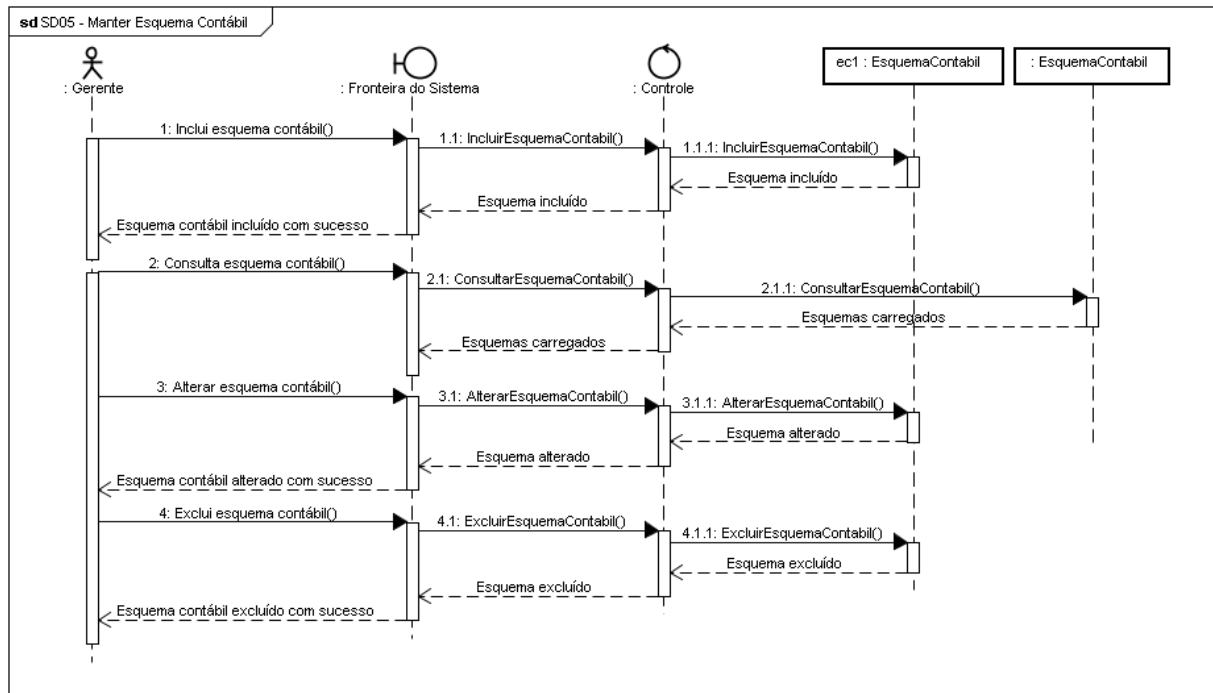 sd SD05 - Manter Esquema Contábil
: Gerente
: Fronteira do Sistema
: Controle
ec1 : EsquemaContabil
: EsquemaContabil
1: Inclui esquema contábil()
1.1: IncluirEsquemaContabil()
1.1.1: IncluirEsquemaContabil()
Esquema incluído
Esquema incluído
Esquema contábil incluído com sucesso
2: Consulta esquema contábil()
2.1: ConsultarEsquemaContabil()
2.1.1: ConsultarEsquemaContabil()
Esquemas carregados
Esquemas carregados
3: Alterar esquema contábil()
3.1: AlterarEsquemaContabil()
3.1.1: AlterarEsquemaContabil()
Esquema alterado
Esquema alterado
Esquema contábil alterado com sucesso
4: Exclui esquema contábil()
4.1: ExcluirEsquemaContabil()
4.1.1: ExcluirEsquemaContabil()
Esquema excluído
Esquema excluído
Esquema contábil excluído com sucesso